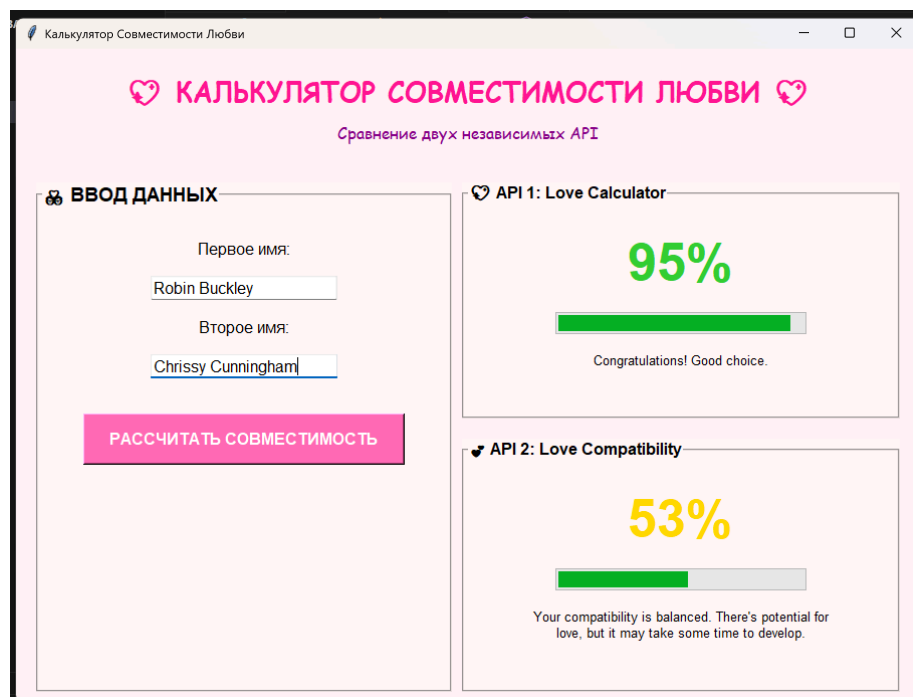 Калькулятор Совместимости Любви
КАЛЬКУЛЯТОР СОВМЕСТИМОСТИ ЛЮБВИ
Сравнение двух независимых API
ВВОД ДАННЫХ
Первое имя:
Robin Buckley
Второе имя:
Chrissy Cunningham
РАССЧИТАТЬ СОВМЕСТИМОСТЬ
API 1: Love Calculator
95%
Congratulations! Good choice.
API 2: Love Compatibility
53%
Your compatibility is balanced. There's potential for
love, but it may take some time to develop.